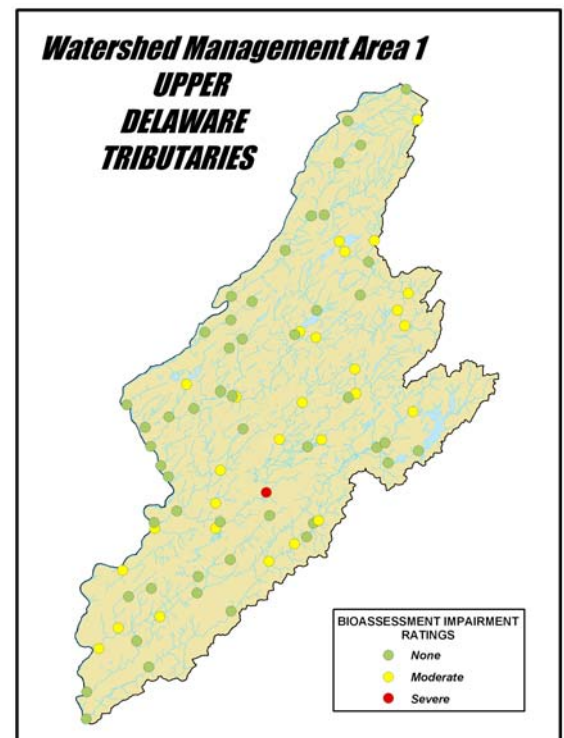 Watershed Management Area 1
UPPER
DELAWARE
TRIBUTARIES
BIOASSESSMENT IMPAIRMENT
RATINGS
None
Moderate
Severe